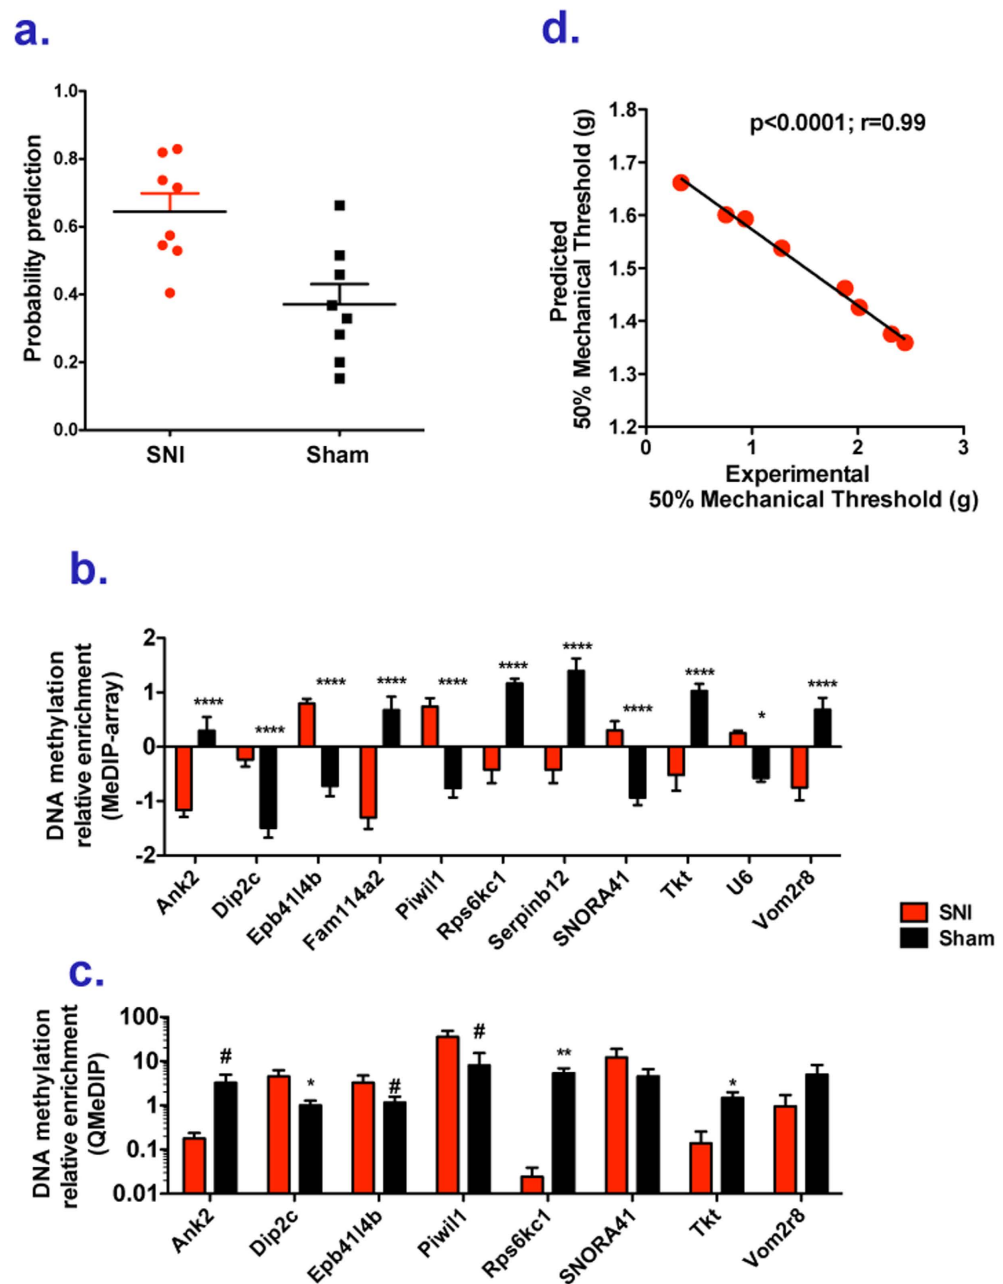 a.
Probability prediction
1.0
0.8
0.6
0.4
0.2
0.0
SNI
Sham
d.
Predicted
50% Mechanical Threshold (g)
p<0.0001; r=0.99
1.8
1.7
1.6
1.5
1.4
1.3
1.2
0
1
2
3
Experimental
50% Mechanical Threshold (g)
b.
DNA methylation
relative enrichment
(MeDIP-array)
2
1
0
-1
-2
****
****
****
****
****
****
****
****
****
*
****
Ank2
Dip2c
Epb41l4b
Fam114a2
Piwil1
Rps6kc1
Serpinb12
SNORA41
Tkt
U6
Vom2r8
SNI
Sham
c.
DNA methylation
relative enrichment
(QMeDIP)
100
10
1
0.1
0.01
#
*
#
#
**
*
Ank2
Dip2c
Epb41l4b
Piwil1
Rps6kc1
SNORA41
Tkt
Vom2r8